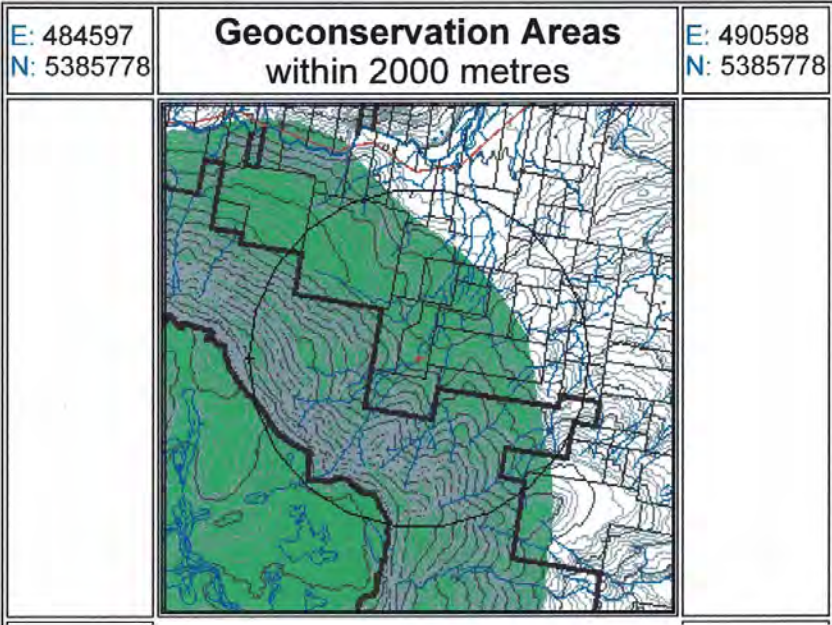 E: 484597
N: 5385778
Geoconservation Areas
within 2000 metres
E: 490598
N: 5385778